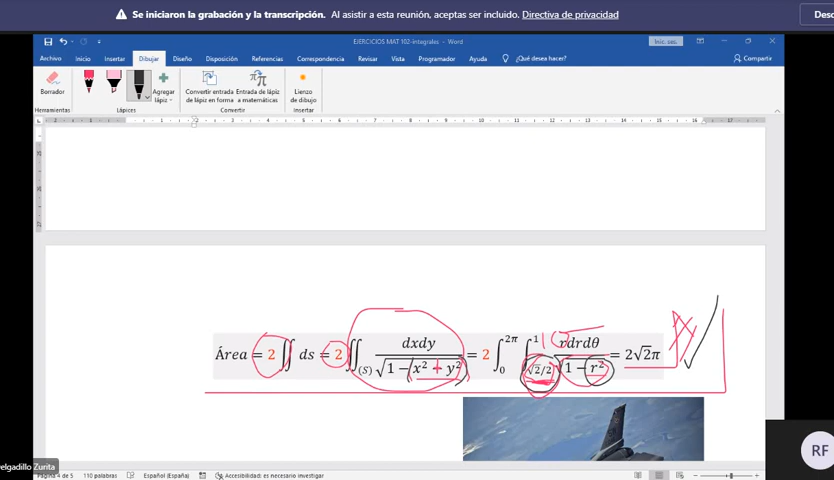 Se iniciaron la grabación y la transcripción. Al asistir a esta reunión, aceptas ser incluido. Directiva de privacidad
EJERCICIOS MAT 102-integrales - Word
Inic. ses.
Archivo Inicio Insertar Dibujar Diseño Disposición Referencias Correspondencia Revisar Vista Programador Ayuda ¿Qué desea hacer? Compartir
Borrador Agregar lápiz Convertir entrada de lápiz en forma Entrada de lápiz a matemáticas Lienzo de dibujo
Herramientas Lápices Convertir Insertar
Área = 2 ∬ ds = 2 ∬_(S) dxdy / √(1 − (x² + y²)) = 2 ∫_0^2π ∫_√2/2^1 rdrdθ / √(1 − r²) = 2√2π
elgadillo Zurita
RF
Página 4 de 5 110 palabras Español (España) Accesibilidad: es necesario investigar